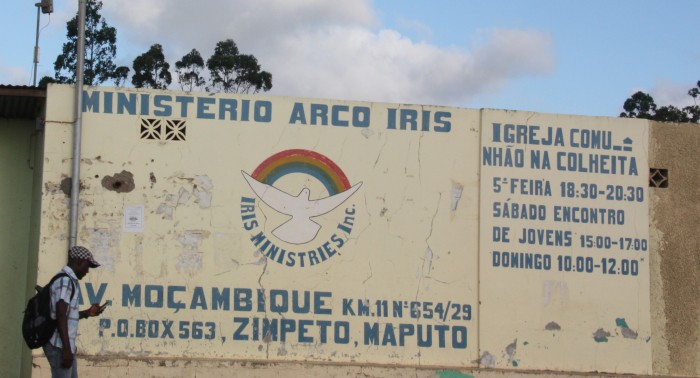 MINISTERIO ARCO IRIS
IRIS MINISTRIES, Inc.
AV. MOÇAMBIQUE KM.11 Nº 654/29
P.O.BOX 563, ZIMPETO, MAPUTO
IGREJA COMU_
NHÃO NA COLHEITA
5ª FEIRA 18:30-20:30
SÁBADO ENCONTRO
DE JOVENS 15:00-17:00
DOMINGO 10:00-12:00